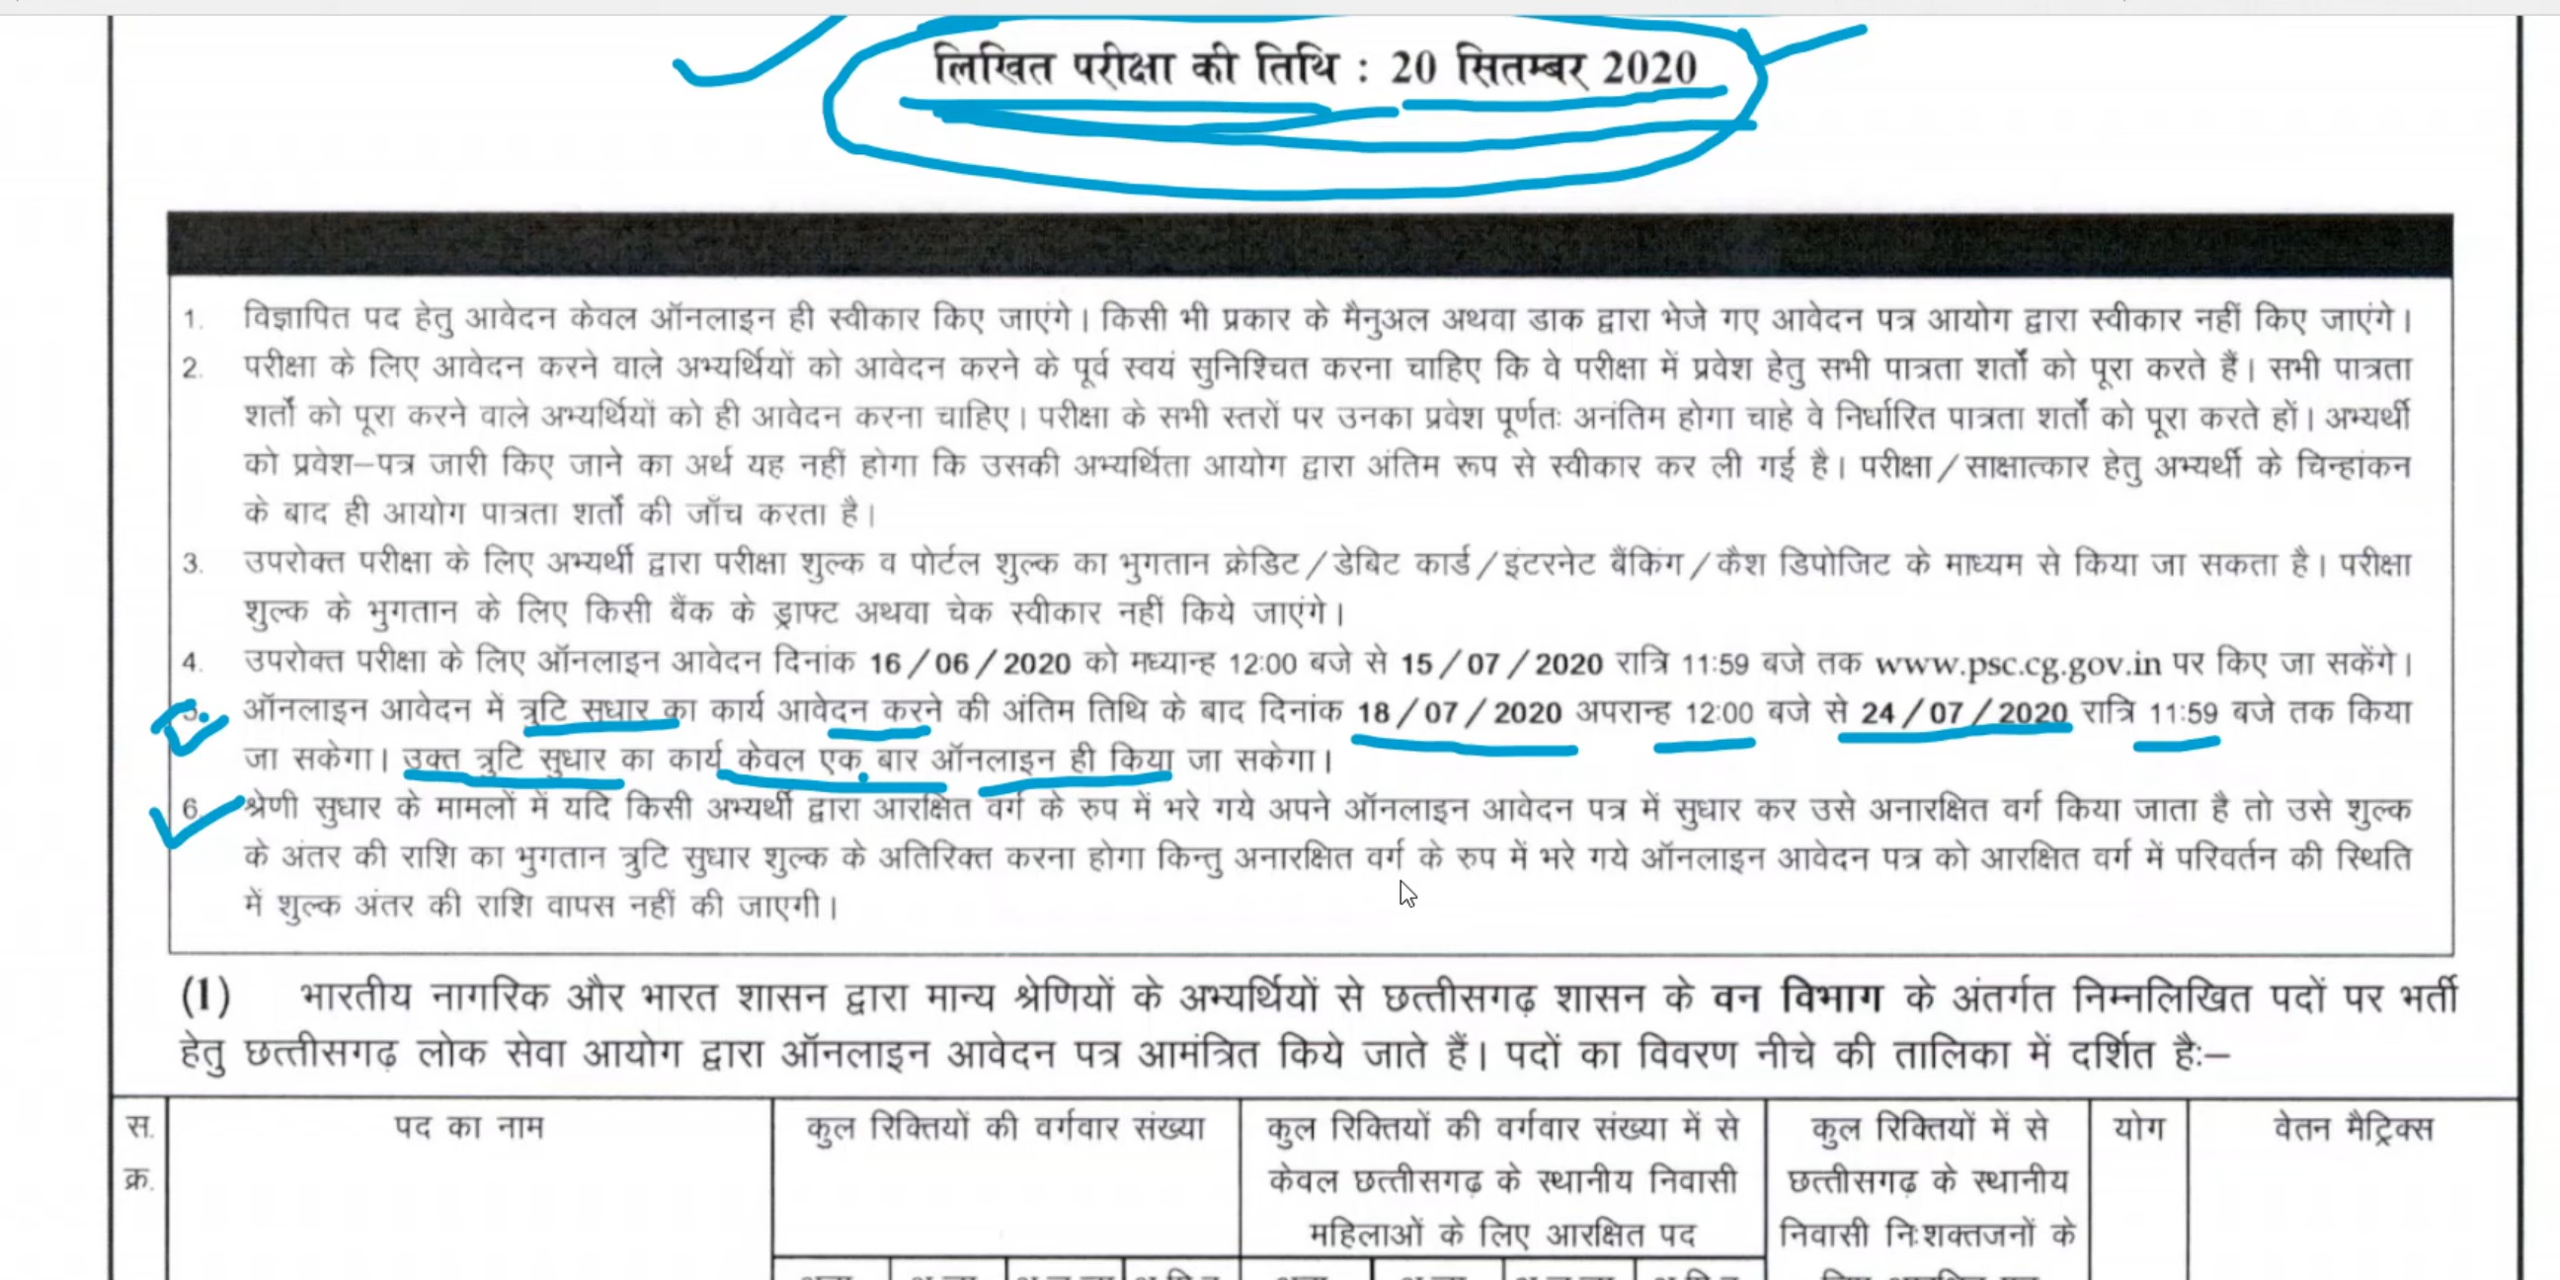 लिखित परीक्षा की तिथि : 20 सितम्बर 2020
1. विज्ञापित पद हेतु आवेदन केवल ऑनलाइन ही स्वीकार किए जाएंगे। किसी भी प्रकार के मैनुअल अथवा डाक द्वारा भेजे गए आवेदन पत्र आयोग द्वारा स्वीकार नहीं किए जाएंगे।
2. परीक्षा के लिए आवेदन करने वाले अभ्यर्थियों को आवेदन करने के पूर्व स्वयं सुनिश्चित करना चाहिए कि वे परीक्षा में प्रवेश हेतु सभी पात्रता शर्तों को पूरा करते हैं। सभी पात्रता
शर्तों को पूरा करने वाले अभ्यर्थियों को ही आवेदन करना चाहिए। परीक्षा के सभी स्तरों पर उनका प्रवेश पूर्णतः अनंतिम होगा चाहे वे निर्धारित पात्रता शर्तों को पूरा करते हों। अभ्यर्थी
को प्रवेश–पत्र जारी किए जाने का अर्थ यह नहीं होगा कि उसकी अभ्यर्थिता आयोग द्वारा अंतिम रूप से स्वीकार कर ली गई है। परीक्षा/साक्षात्कार हेतु अभ्यर्थी के चिन्हांकन
के बाद ही आयोग पात्रता शर्तों की जाँच करता है।
3. उपरोक्त परीक्षा के लिए अभ्यर्थी द्वारा परीक्षा शुल्क व पोर्टल शुल्क का भुगतान क्रेडिट/डेबिट कार्ड/इंटरनेट बैंकिंग/कैश डिपोजिट के माध्यम से किया जा सकता है। परीक्षा
शुल्क के भुगतान के लिए किसी बैंक के ड्राफ्ट अथवा चेक स्वीकार नहीं किये जाएंगे।
4. उपरोक्त परीक्षा के लिए ऑनलाइन आवेदन दिनांक 16/06/2020 को मध्यान्ह 12:00 बजे से 15/07/2020 रात्रि 11:59 बजे तक www.psc.cg.gov.in पर किए जा सकेंगे।
5. ऑनलाइन आवेदन में त्रुटि सुधार का कार्य आवेदन करने की अंतिम तिथि के बाद दिनांक 18/07/2020 अपरान्ह 12:00 बजे से 24/07/2020 रात्रि 11:59 बजे तक किया
जा सकेगा। उक्त त्रुटि सुधार का कार्य केवल एक बार ऑनलाइन ही किया जा सकेगा।
6. श्रेणी सुधार के मामलों में यदि किसी अभ्यर्थी द्वारा आरक्षित वर्ग के रुप में भरे गये अपने ऑनलाइन आवेदन पत्र में सुधार कर उसे अनारक्षित वर्ग किया जाता है तो उसे शुल्क
के अंतर की राशि का भुगतान त्रुटि सुधार शुल्क के अतिरिक्त करना होगा किन्तु अनारक्षित वर्ग के रुप में भरे गये ऑनलाइन आवेदन पत्र को आरक्षित वर्ग में परिवर्तन की स्थिति
में शुल्क अंतर की राशि वापस नहीं की जाएगी।
(1) भारतीय नागरिक और भारत शासन द्वारा मान्य श्रेणियों के अभ्यर्थियों से छत्तीसगढ़ शासन के वन विभाग के अंतर्गत निम्नलिखित पदों पर भर्ती
हेतु छत्तीसगढ़ लोक सेवा आयोग द्वारा ऑनलाइन आवेदन पत्र आमंत्रित किये जाते हैं। पदों का विवरण नीचे की तालिका में दर्शित है:–
स. पद का नाम कुल रिक्तियों की वर्गवार संख्या कुल रिक्तियों की वर्गवार संख्या में से कुल रिक्तियों में से योग वेतन मैट्रिक्स
क्र. केवल छत्तीसगढ़ के स्थानीय निवासी छत्तीसगढ़ के स्थानीय
महिलाओं के लिए आरक्षित पद निवासी निःशक्तजनों के